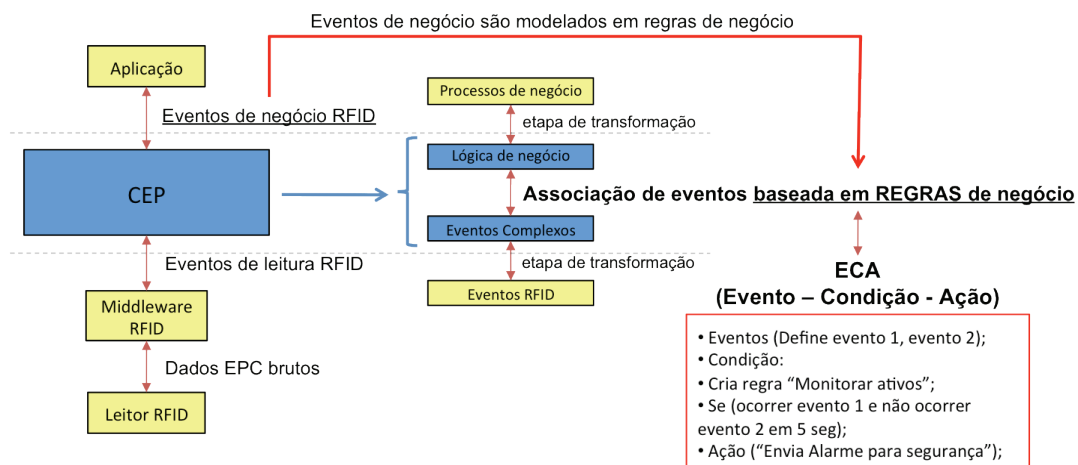 Eventos de negócio são modelados em regras de negócio
Aplicação
Eventos de negócio RFID
CEP
Eventos de leitura RFID
Middleware
RFID
Dados EPC brutos
Leitor RFID
Processos de negócio
etapa de transformação
Lógica de negócio
Associação de eventos baseada em REGRAS de negócio
Eventos Complexos
etapa de transformação
Eventos RFID
ECA
(Evento – Condição - Ação)
• Eventos (Define evento 1, evento 2);
• Condição:
• Cria regra “Monitorar ativos”;
• Se (ocorrer evento 1 e não ocorrer
evento 2 em 5 seg);
• Ação (“Envia Alarme para segurança”);